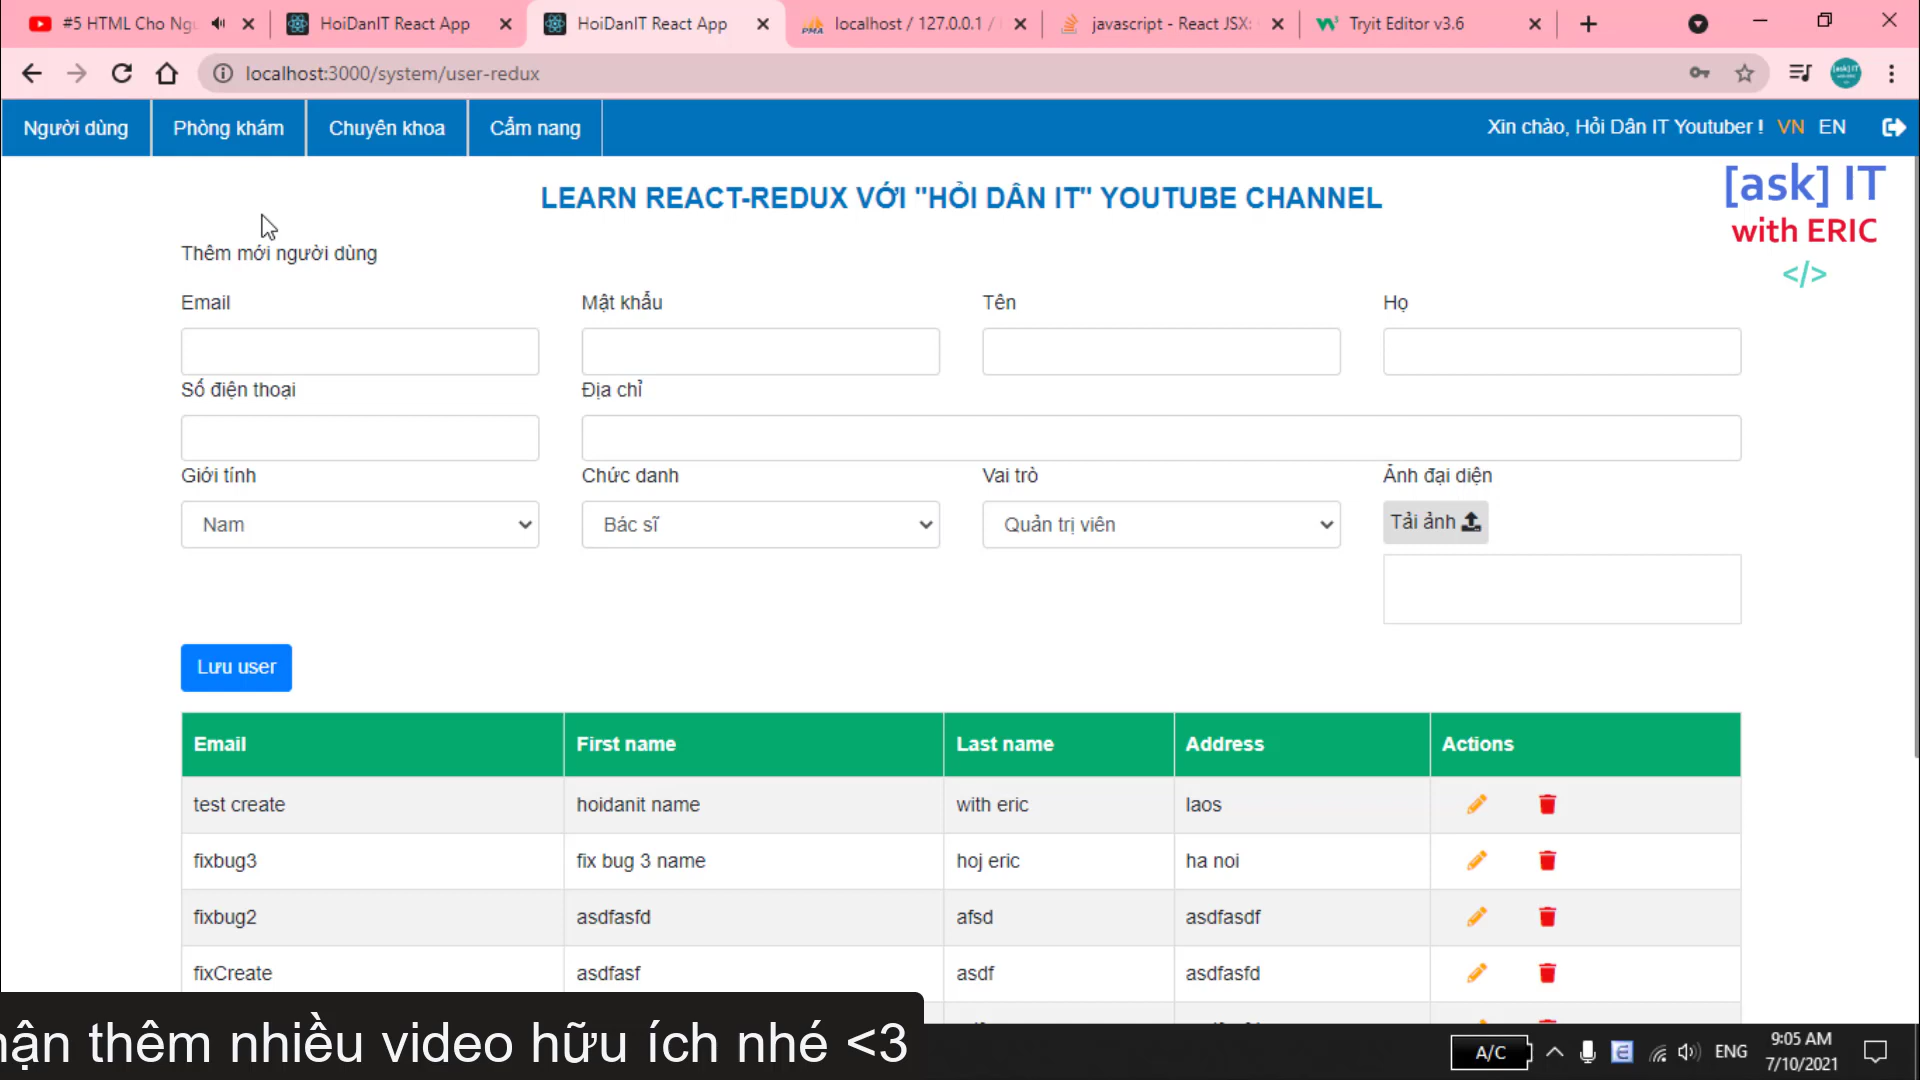 #5 HTML Cho Ng
HoiDanIT React App
HoiDanIT React App
localhost / 127.0.0.1 /
javascript - React JSX:
Tryit Editor v3.6
localhost:3000/system/user-redux
Người dùng
Phòng khám
Chuyên khoa
Cẩm nang
Xin chào, Hỏi Dân IT Youtuber !
VN
EN
[ask] IT
with ERIC
</>
LEARN REACT-REDUX VỚI "HỎI DÂN IT" YOUTUBE CHANNEL
Thêm mới người dùng
Email
Mật khẩu
Tên
Họ
Số điện thoại
Địa chỉ
Giới tính
Chức danh
Vai trò
Ảnh đại diện
Nam
Bác sĩ
Quản trị viên
Tải ảnh
Lưu user
Email
First name
Last name
Address
Actions
test create
hoidanit name
with eric
laos
fixbug3
fix bug 3 name
hoj eric
ha noi
fixbug2
asdfasfd
afsd
asdfasdf
fixCreate
asdfasf
asdf
asdfasfd
thêm nhiều video hữu ích nhé <3
A/C
ENG
9:05 AM
7/10/2021